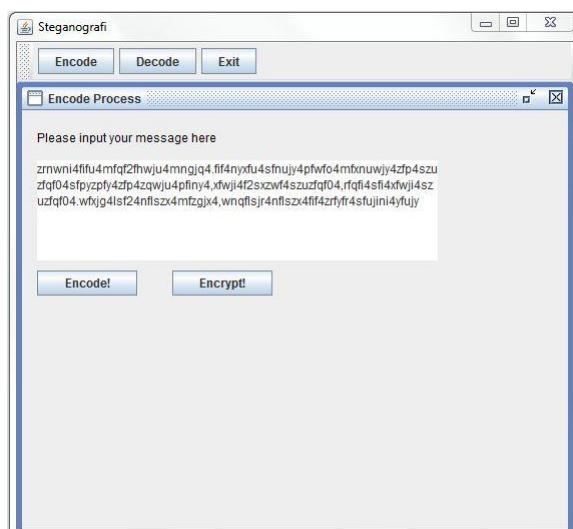 Steganografi
Encode Decode Exit
Encode Process
Please input your message here
zrnwni4fifu4mfqf2fhwju4mngjq4.fif4nyxfu4sfnujy4pfwfo4mfxnuwjy4zfp4szu
zfqf04sfpyzpfy4zfp4zqwju4pfiny4,xfwji4f2sxzwf4szuzfqf04,rfqfi4sfi4xfwji4sz
uzfqf04.wfxjg4lsf24nflszx4mfzgjx4,wnqflsjr4nflszx4fif4zrfyfr4sfujini4yfujy
Encode! Encrypt!